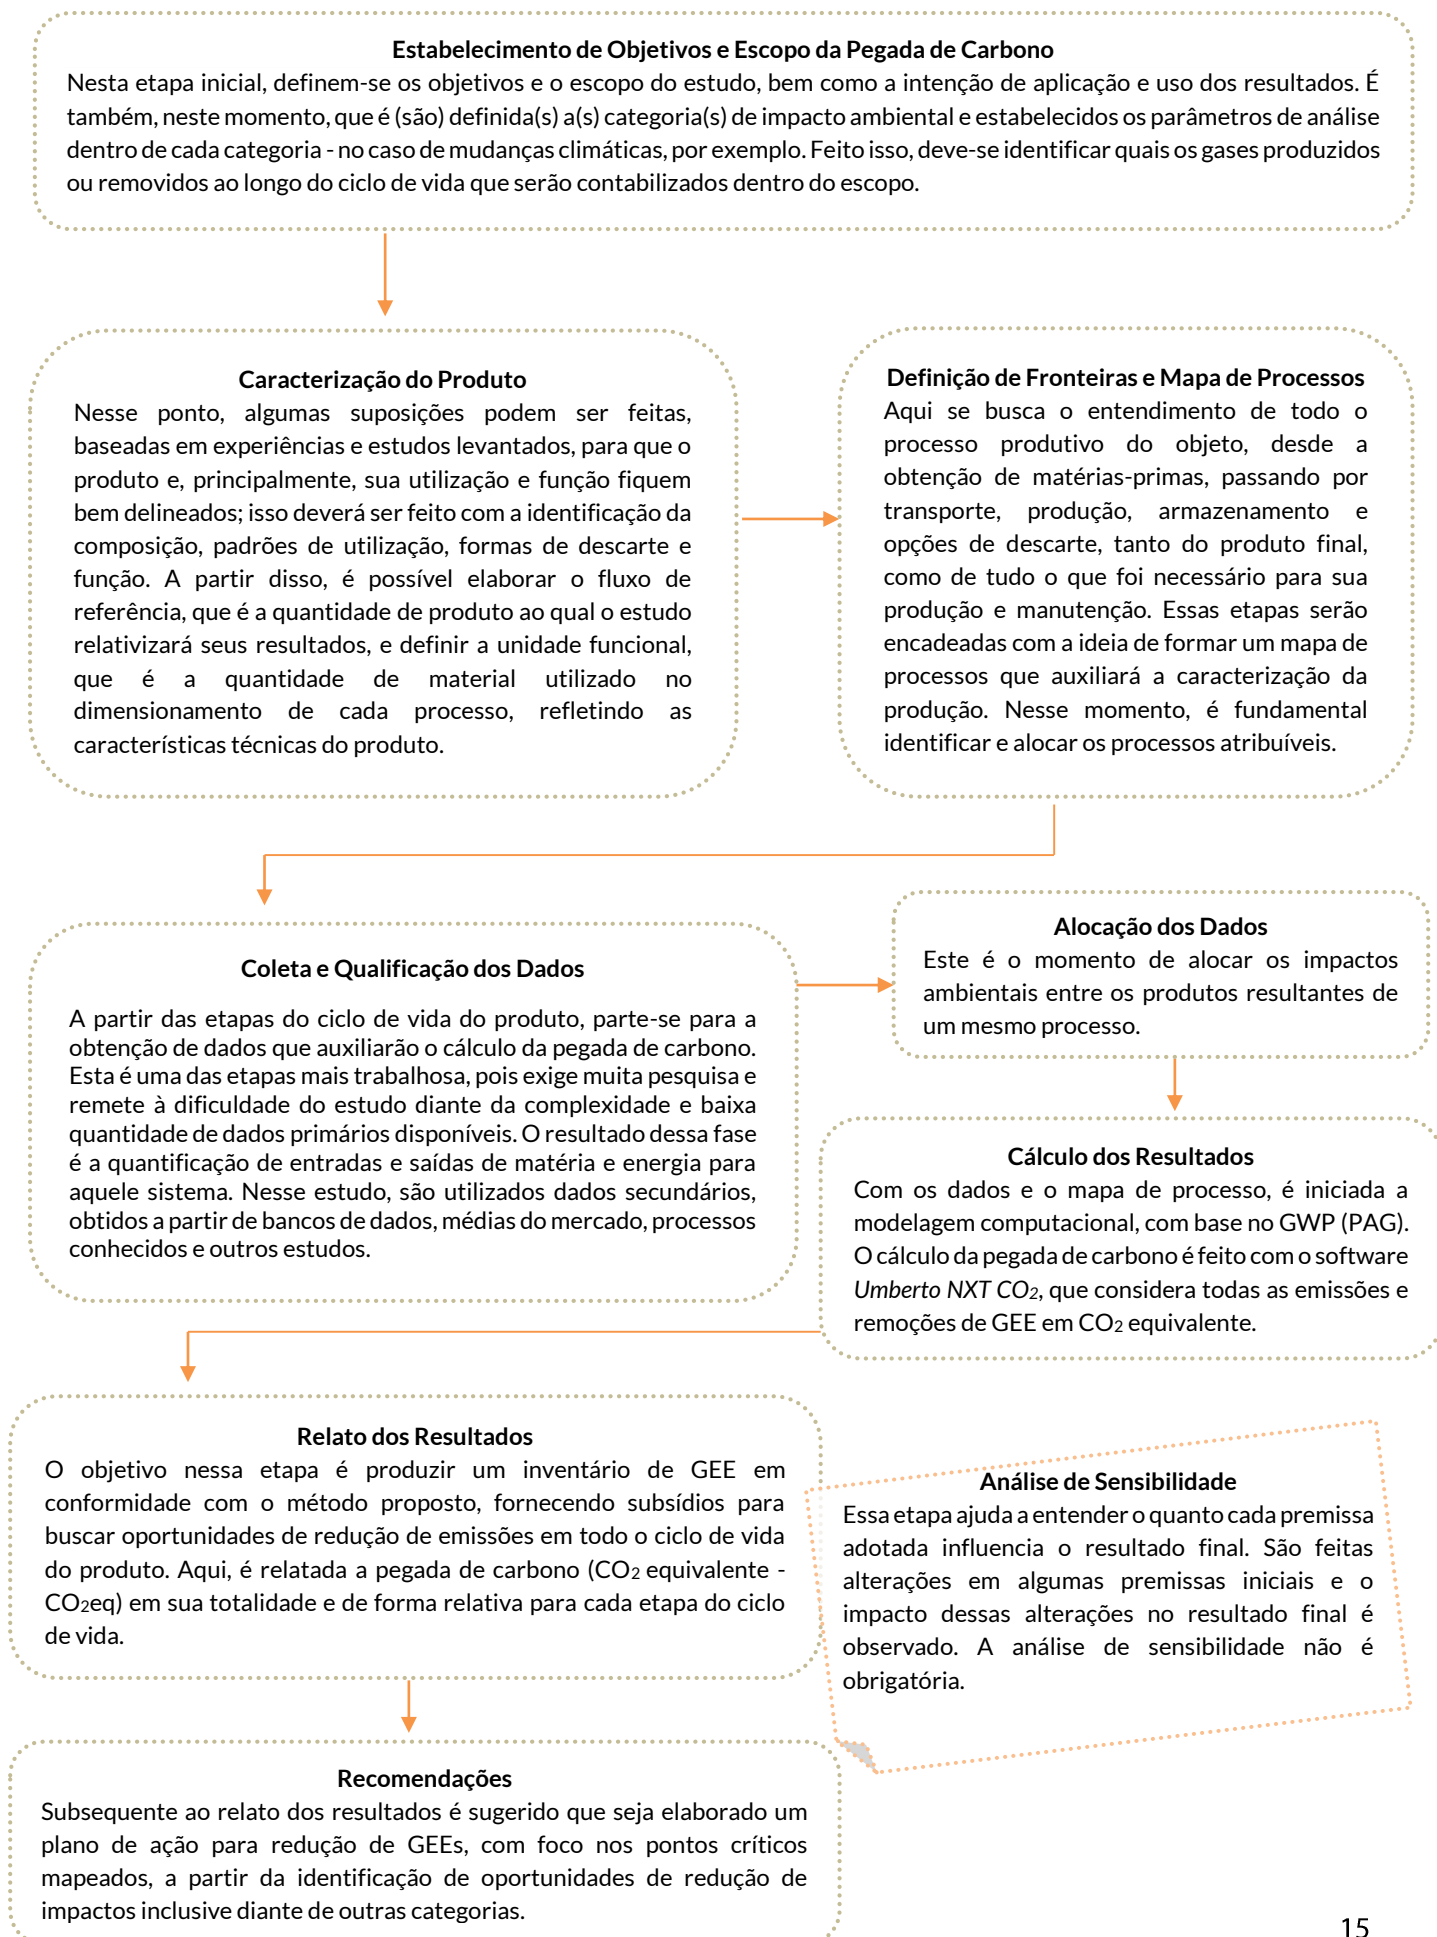 Estabelecimento de Objetivos e Escopo da Pegada de Carbono
Nesta etapa inicial, definem-se os objetivos e o escopo do estudo, bem como a intenção de aplicação e uso dos resultados. É
também, neste momento, que é (são) definida(s) a(s) categoria(s) de impacto ambiental e estabelecidos os parâmetros de análise
dentro de cada categoria - no caso de mudanças climáticas, por exemplo. Feito isso, deve-se identificar quais os gases produzidos
ou removidos ao longo do ciclo de vida que serão contabilizados dentro do escopo.
Caracterização do Produto
Nesse ponto, algumas suposições podem ser feitas,
baseadas em experiências e estudos levantados, para que o
produto e, principalmente, sua utilização e função fiquem
bem delineados; isso deverá ser feito com a identificação da
composição, padrões de utilização, formas de descarte e
função. A partir disso, é possível elaborar o fluxo de
referência, que é a quantidade de produto ao qual o estudo
relativizará seus resultados, e definir a unidade funcional,
que é a quantidade de material utilizado no
dimensionamento de cada processo, refletindo as
características técnicas do produto.
Definição de Fronteiras e Mapa de Processos
Aqui se busca o entendimento de todo o
processo produtivo do objeto, desde a
obtenção de matérias-primas, passando por
transporte, produção, armazenamento e
opções de descarte, tanto do produto final,
como de tudo o que foi necessário para sua
produção e manutenção. Essas etapas serão
encadeadas com a ideia de formar um mapa de
processos que auxiliará a caracterização da
produção. Nesse momento, é fundamental
identificar e alocar os processos atribuíveis.
Coleta e Qualificação dos Dados
A partir das etapas do ciclo de vida do produto, parte-se para a
obtenção de dados que auxiliarão o cálculo da pegada de carbono.
Esta é uma das etapas mais trabalhosa, pois exige muita pesquisa e
remete à dificuldade do estudo diante da complexidade e baixa
quantidade de dados primários disponíveis. O resultado dessa fase
é a quantificação de entradas e saídas de matéria e energia para
aquele sistema. Nesse estudo, são utilizados dados secundários,
obtidos a partir de bancos de dados, médias do mercado, processos
conhecidos e outros estudos.
Alocação dos Dados
Este é o momento de alocar os impactos
ambientais entre os produtos resultantes de
um mesmo processo.
Cálculo dos Resultados
Com os dados e o mapa de processo, é iniciada a
modelagem computacional, com base no GWP (PAG).
O cálculo da pegada de carbono é feito com o software
Umberto NXT CO2, que considera todas as emissões e
remoções de GEE em CO2 equivalente.
Relato dos Resultados
O objetivo nessa etapa é produzir um inventário de GEE em
conformidade com o método proposto, fornecendo subsídios para
buscar oportunidades de redução de emissões em todo o ciclo de vida
do produto. Aqui, é relatada a pegada de carbono (CO2 equivalente -
CO2eq) em sua totalidade e de forma relativa para cada etapa do ciclo
de vida.
Análise de Sensibilidade
Essa etapa ajuda a entender o quanto cada premissa
adotada influencia o resultado final. São feitas
alterações em algumas premissas iniciais e o
impacto dessas alterações no resultado final é
observado. A análise de sensibilidade não é
obrigatória.
Recomendações
Subsequente ao relato dos resultados é sugerido que seja elaborado um
plano de ação para redução de GEEs, com foco nos pontos críticos
mapeados, a partir da identificação de oportunidades de redução de
impactos inclusive diante de outras categorias.
15